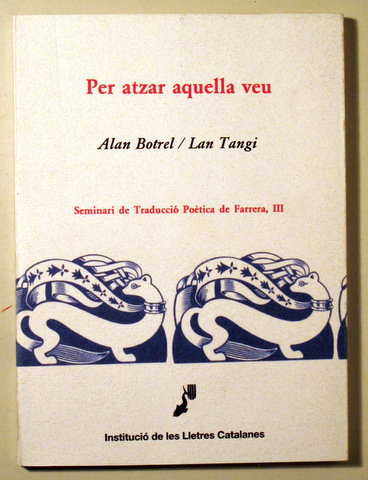 Per atzar aquella veu
Alan Botrel / Lan Tangi
Seminari de Traducció Poètica de Farrera, III
Institució de les Lletres Catalanes